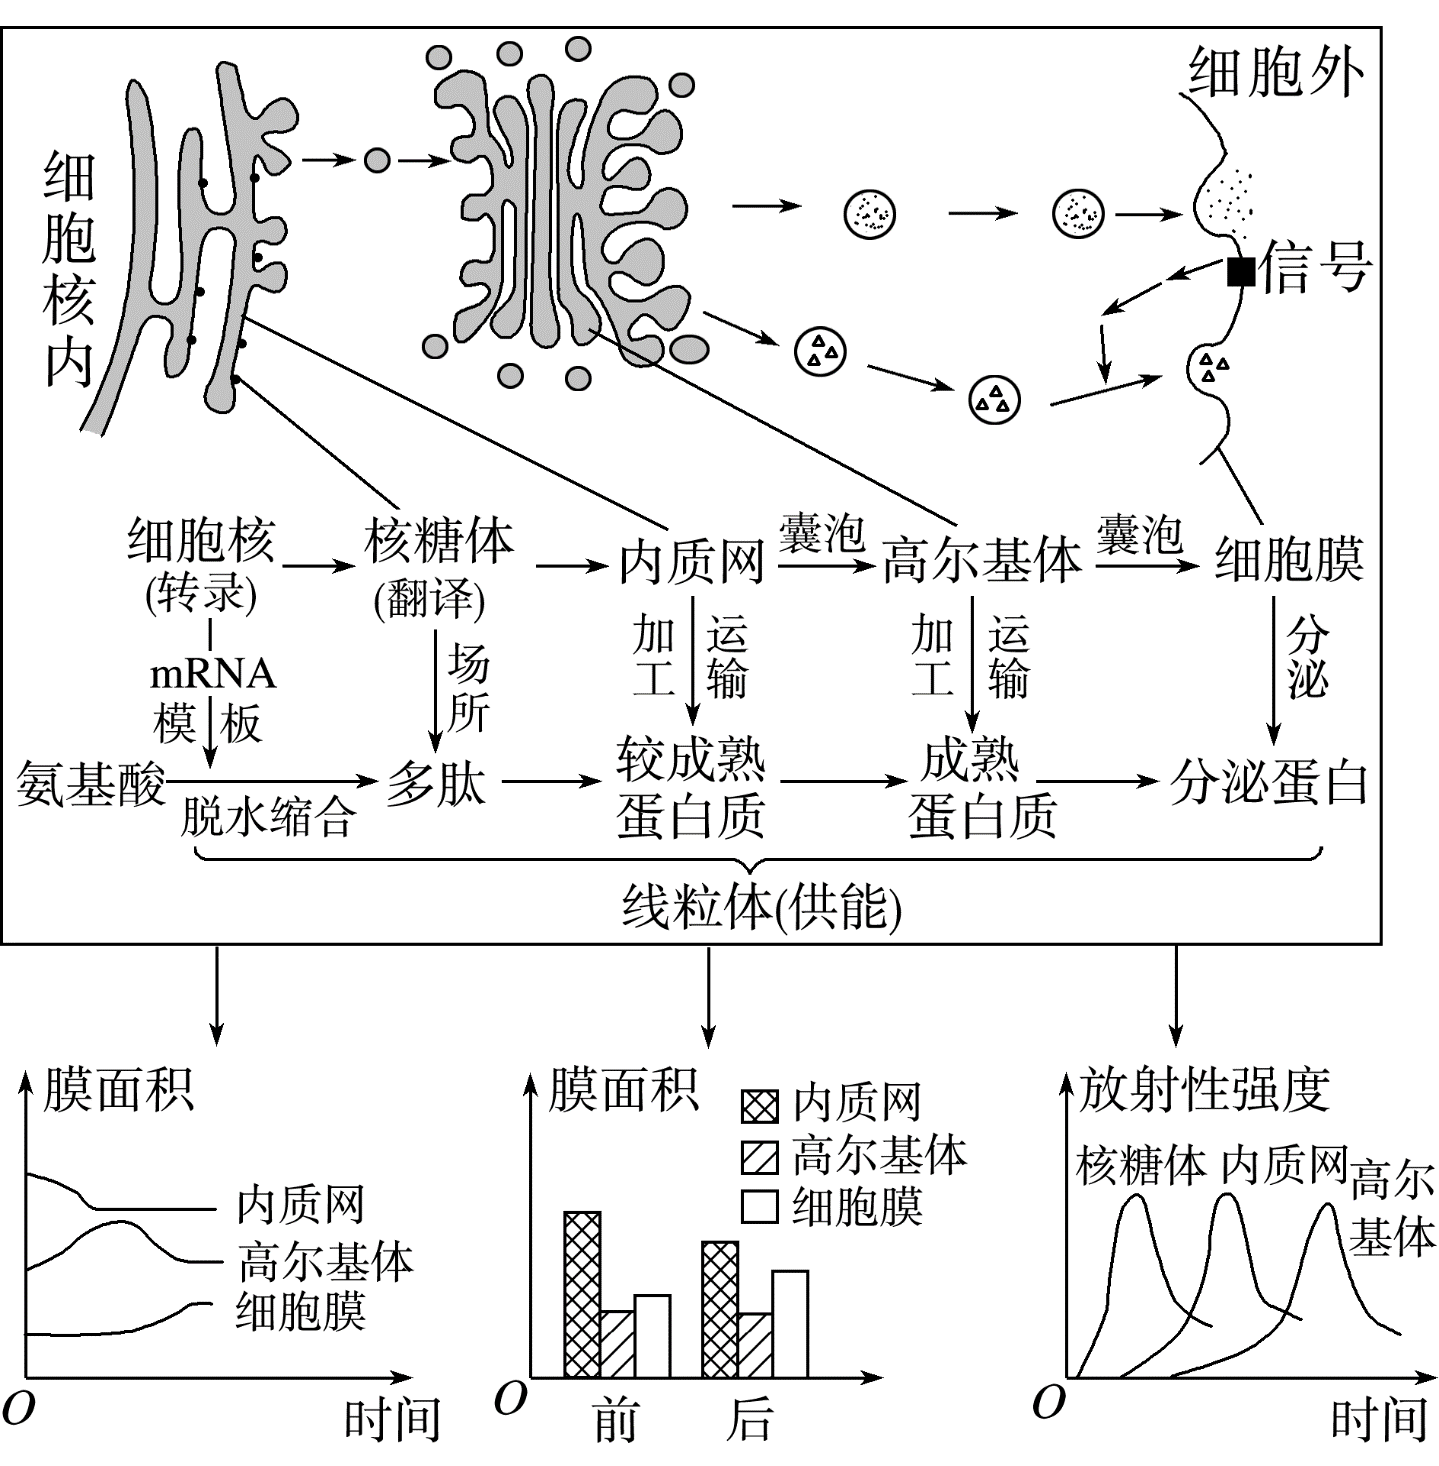 细胞外
细胞核内
信号
细胞核
(转录)
核糖体
(翻译)
内质网
囊泡
高尔基体
囊泡
细胞膜
mRNA
模板
场所
加工
运输
加工
运输
分泌
氨基酸
脱水缩合
多肽
较成熟
蛋白质
成熟
蛋白质
分泌蛋白
线粒体(供能)
膜面积
内质网
高尔基体
细胞膜
O
时间
膜面积
内质网
高尔基体
细胞膜
O
前
后
放射性强度
核糖体
内质网
高尔
基体
O
时间